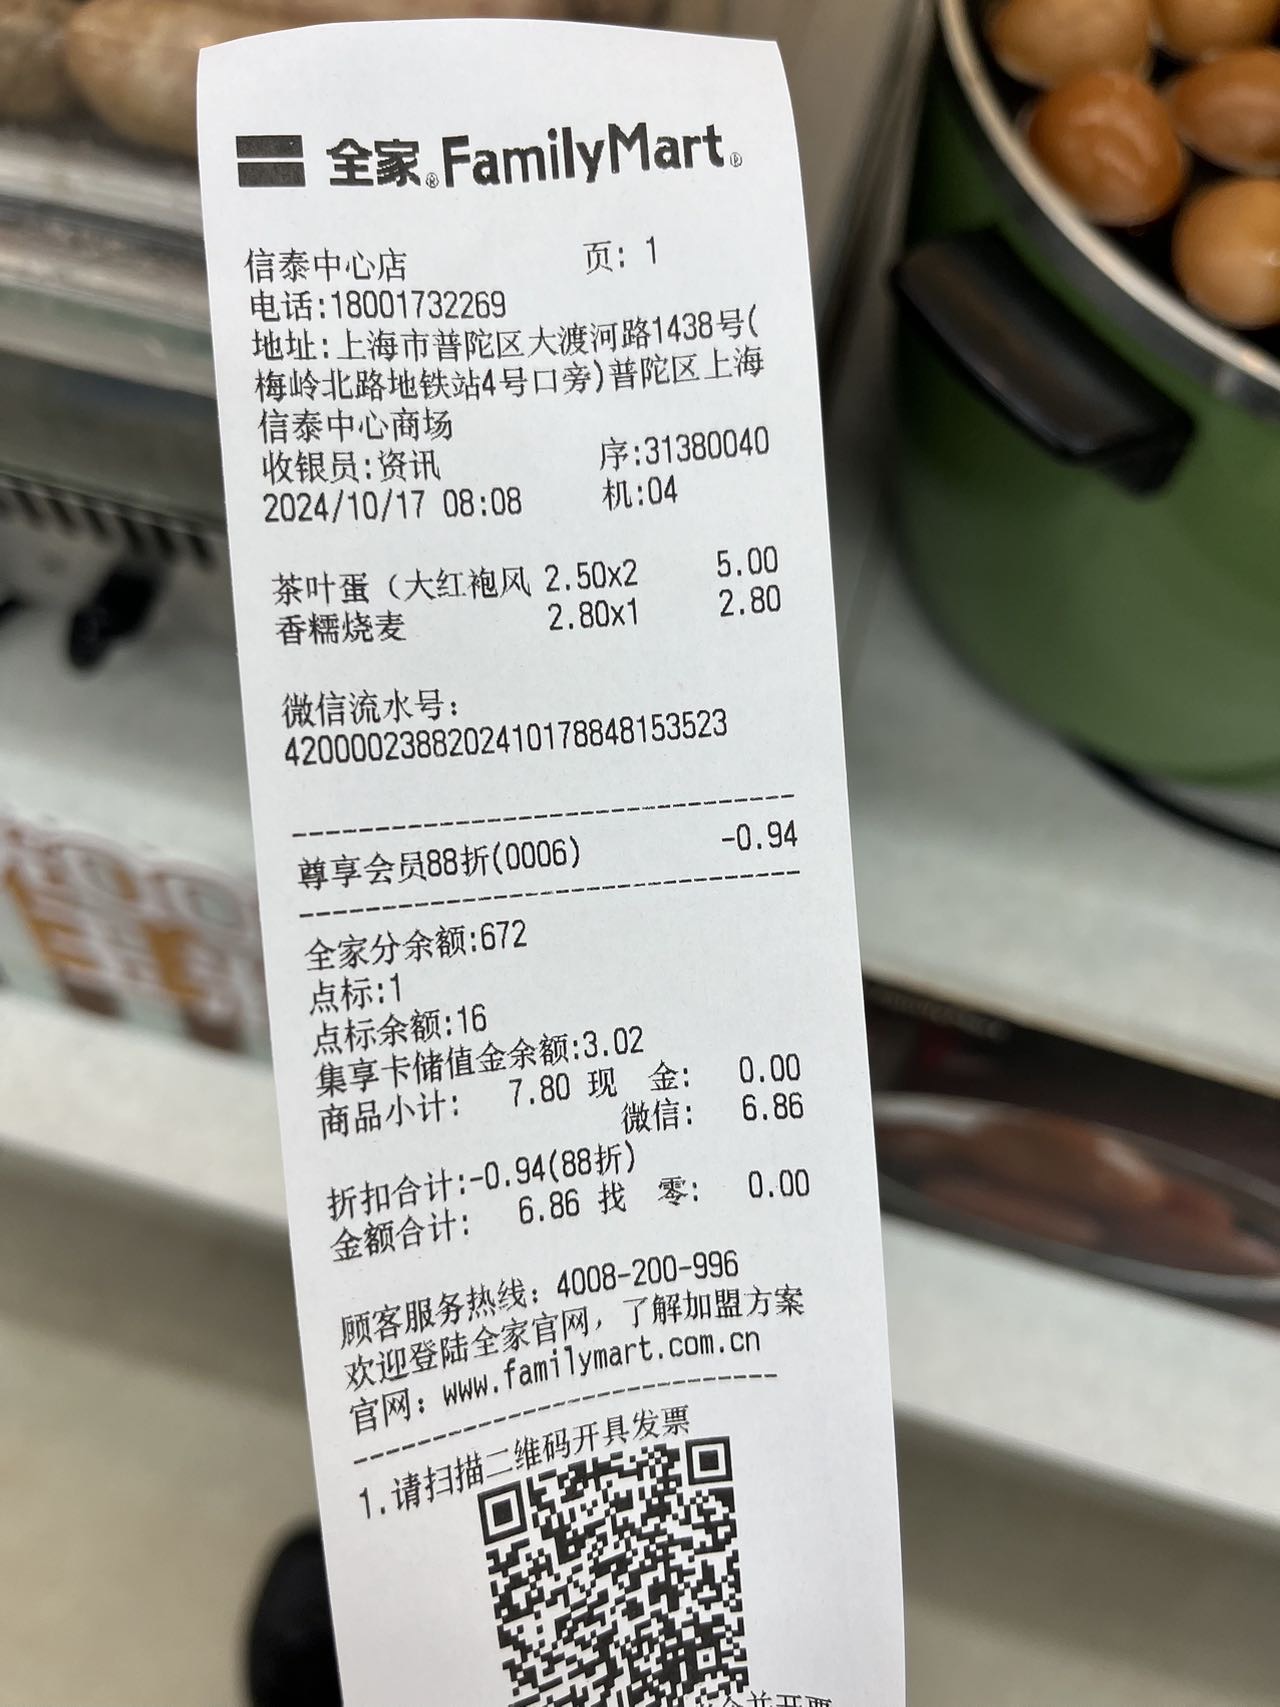 全家® FamilyMart®
信泰中心店 页: 1
电话:18001732269
地址:上海市普陀区大渡河路1438号(
梅岭北路地铁站4号口旁)普陀区上海
信泰中心商场
收银员:资讯 序:31380040
2024/10/17 08:08 机:04
茶叶蛋（大红袍风 2.50x2 5.00
香糯烧麦 2.80x1 2.80
微信流水号:
4200002388202410178848153523
尊享会员88折(0006) -0.94
全家分余额:672
点标:1
点标余额:16
集享卡储值金余额:3.02
商品小计: 7.80 现 金: 0.00
微信: 6.86
折扣合计:-0.94(88折)
金额合计: 6.86 找 零: 0.00
顾客服务热线: 4008-200-996
欢迎登陆全家官网，了解加盟方案
官网: www.familymart.com.cn
1.请扫描二维码开具发票